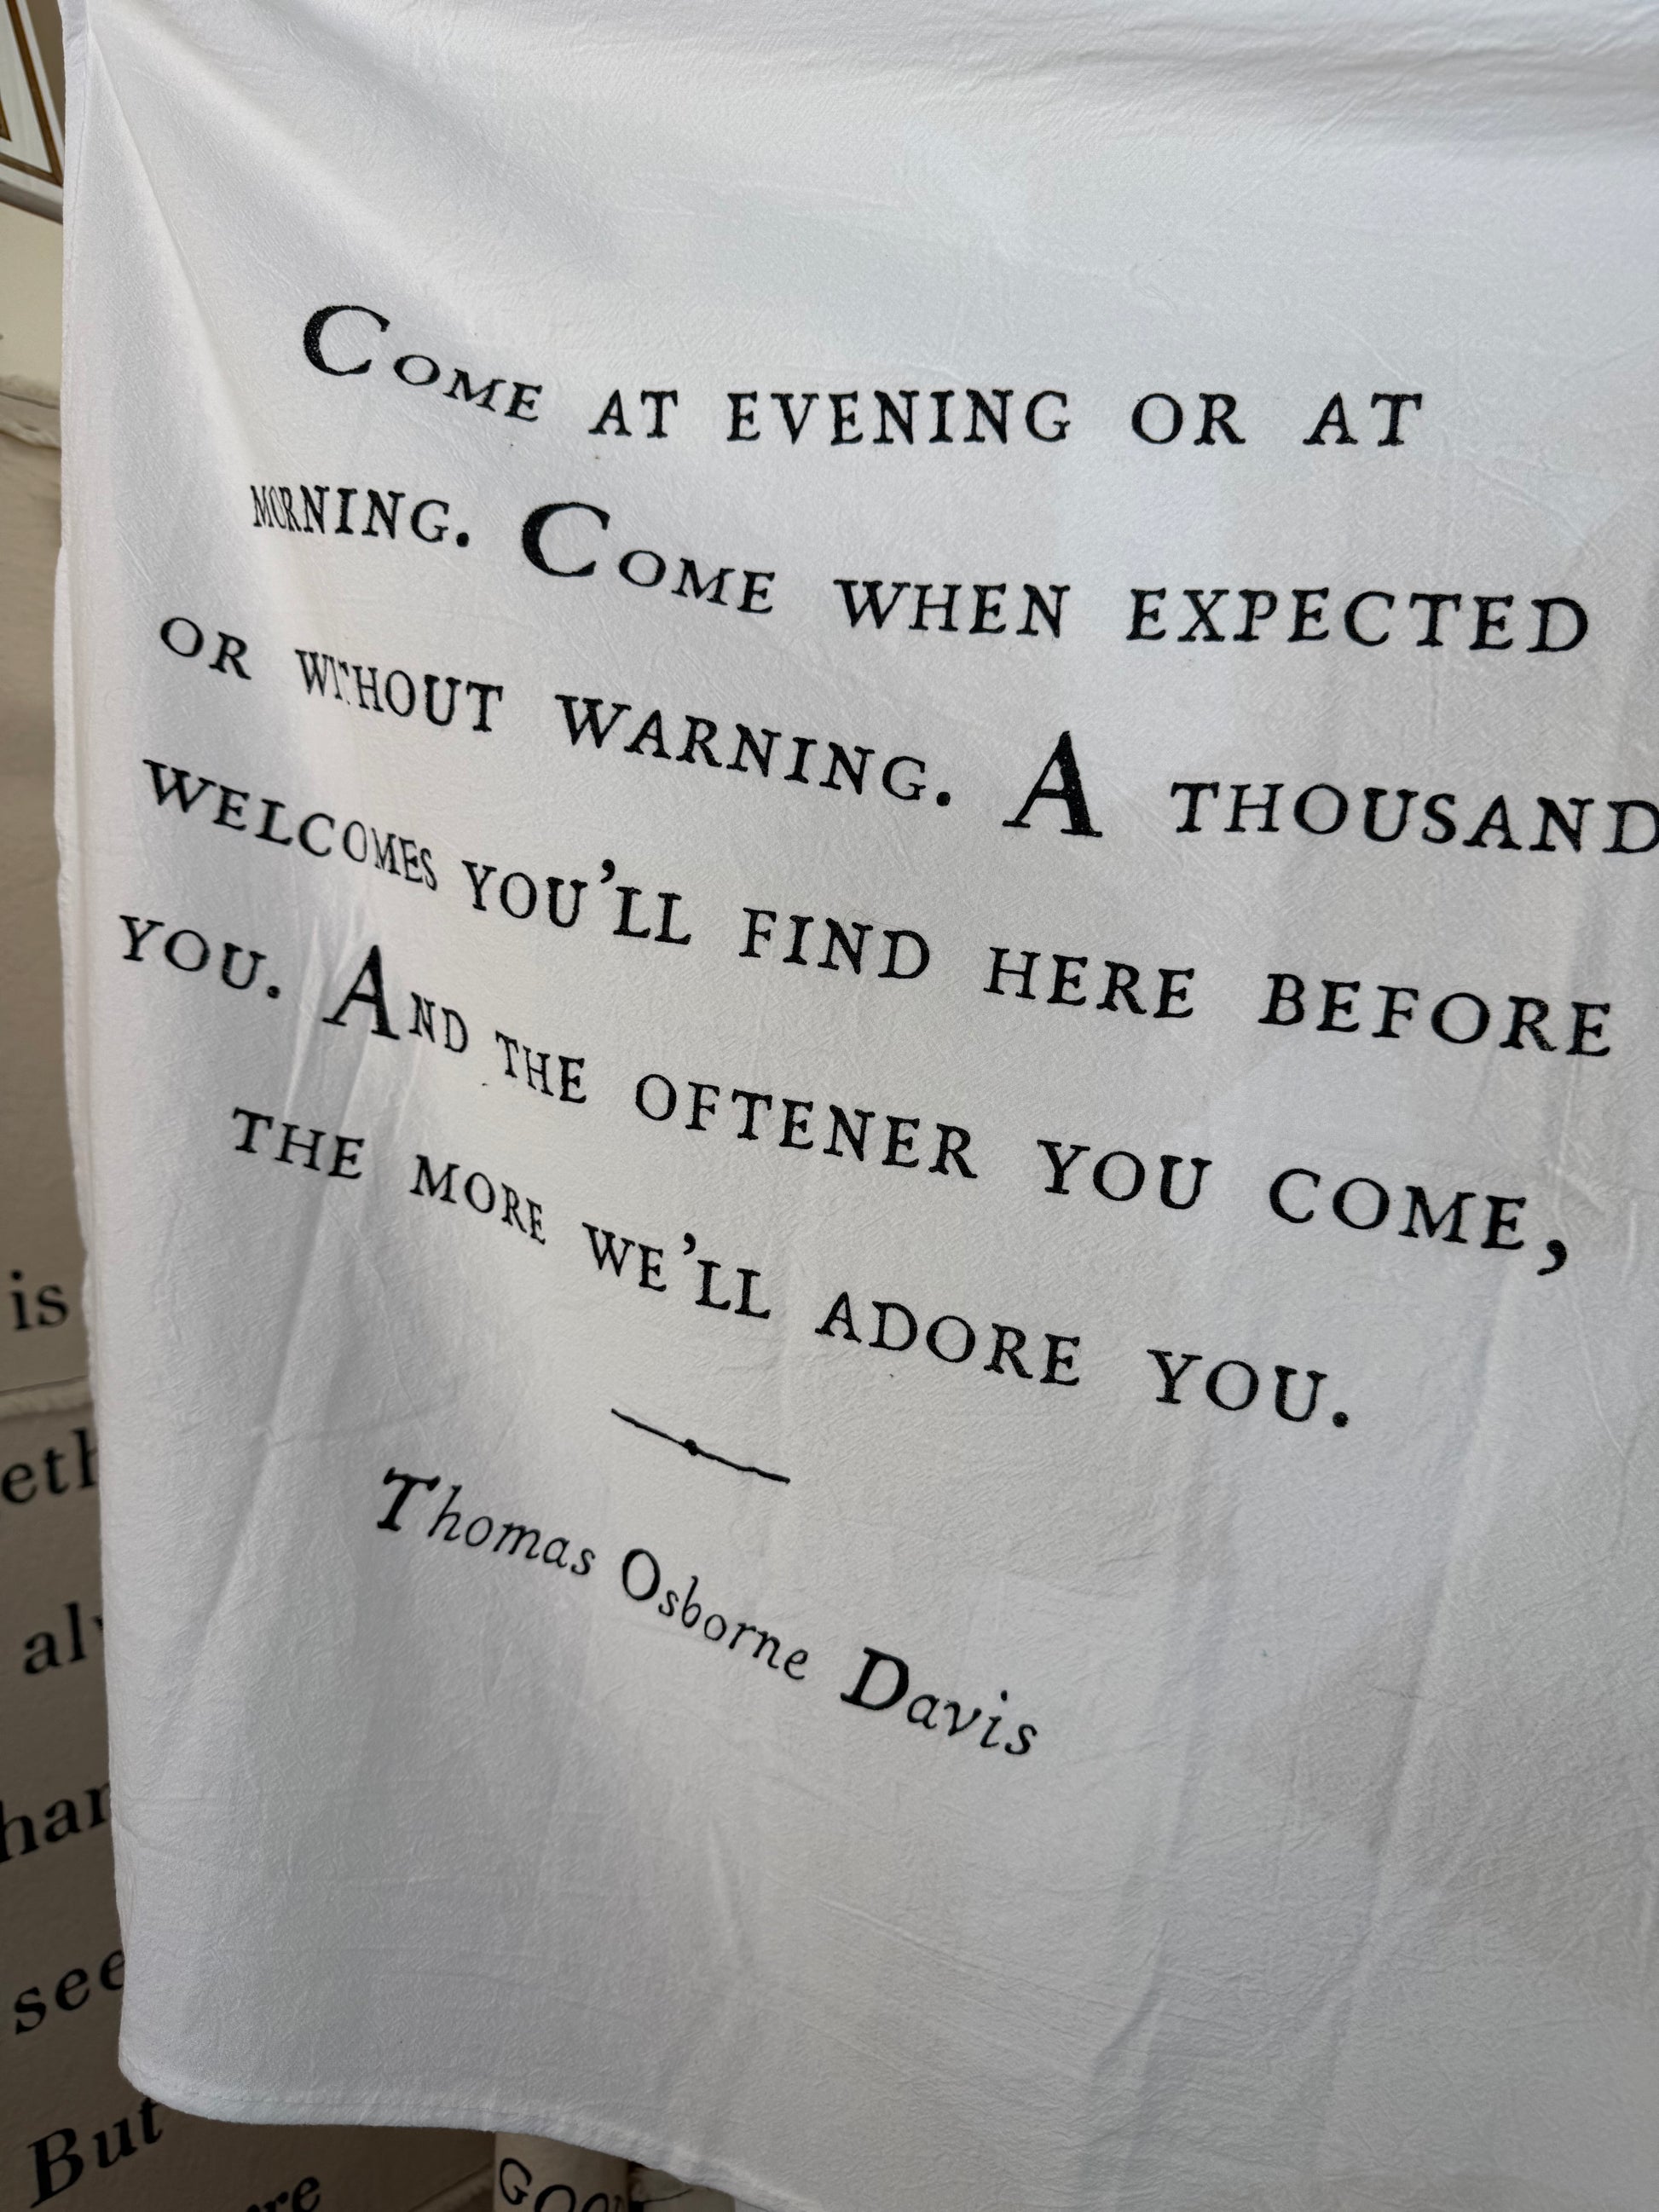 Come at evening or at
morning. Come when expected
or without warning. A thousand
welcomes you'll find here before
you. And the oftener you come,
the more we'll adore you.
Thomas Osborne Davis
is
see
But